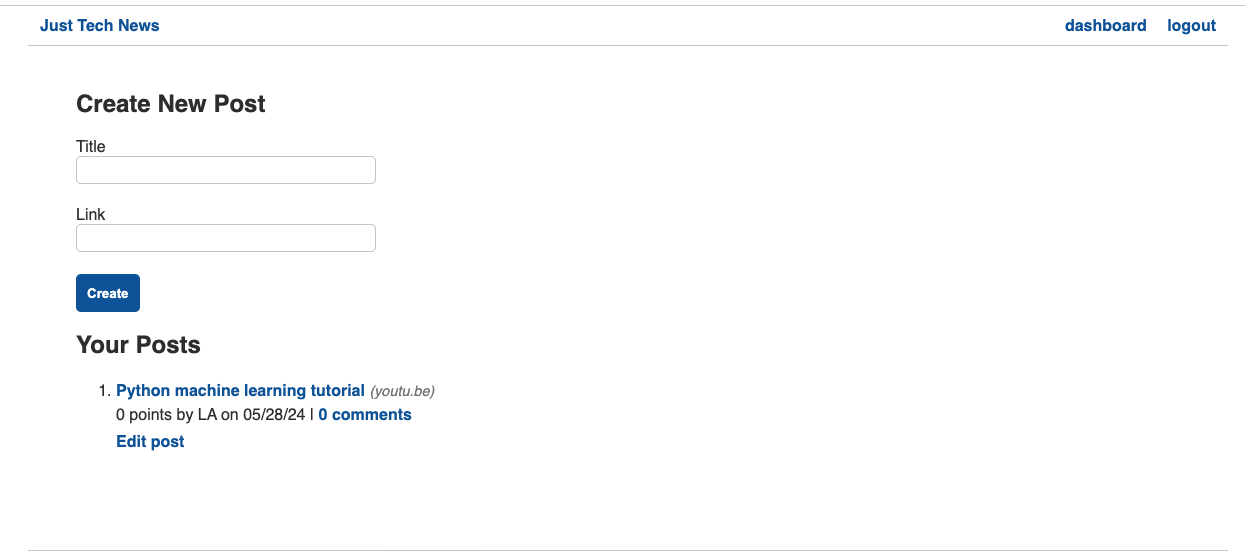 Just Tech News dashboard logout
Create New Post
Title
Link
Create
Your Posts
1. Python machine learning tutorial (youtu.be)
0 points by LA on 05/28/24 | 0 comments
Edit post